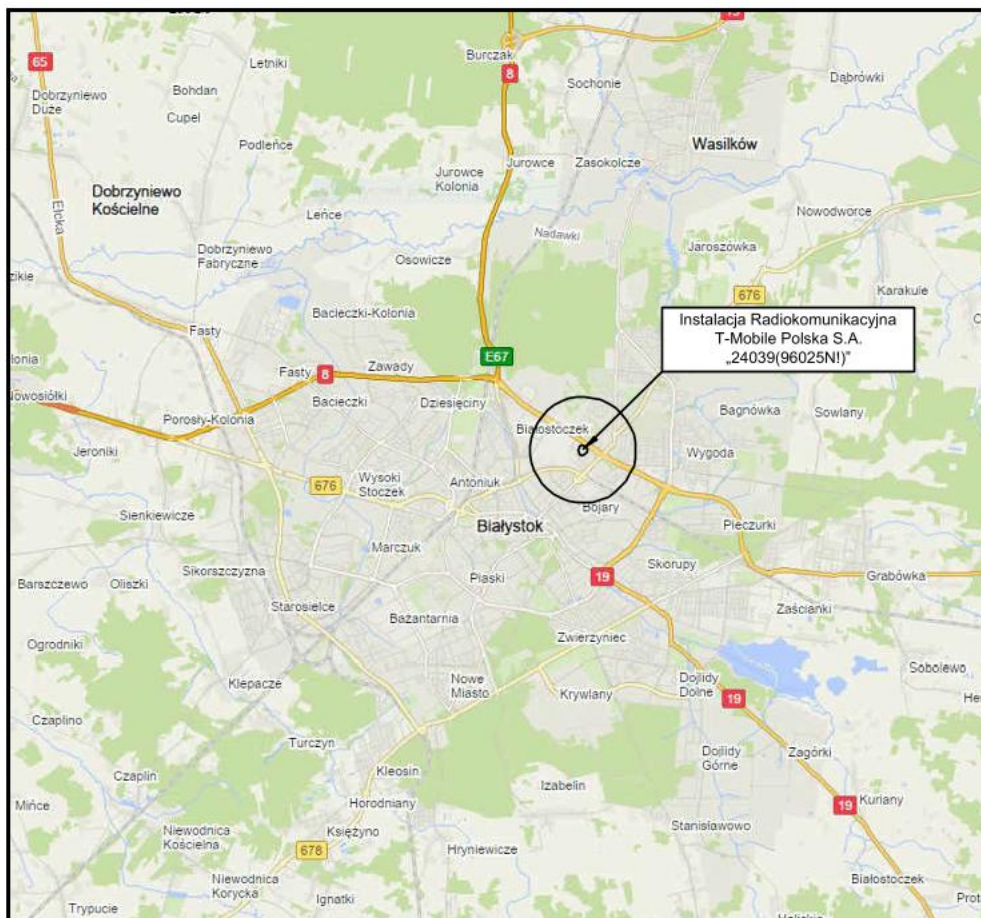 19
65
Letniki
Burczak
8
Sochonie
Dąbrówki
Dobrzyniewo
Duże
Bohdan
Cupel
Podleńce
Wasilków
Jurowce
Zasokolcze
Jurowce
Kolonia
Dobrzyniewo
Kościelne
Ełcka
Leńce
Nowodworce
Nadawki
Jaroszówka
Dobrzyniewo
Fabryczne
Osowicze
Karakule
676
Bacieczki-Kolonia
Fasty
Instalacja Radiokomunikacyjna
T-Mobile Polska S.A.
„24039(96025N!)”
E67
Zawady
Fasty
8
Nowosiółki
Bacieczki
Dziesięciny
Porosły-Kolonia
Białostoczek
Bagnówka
Sowlany
Jeroniki
Wygoda
Wysoki
Stoczek
676
Antoniuk
Bojary
Sienkiewicze
Białystok
Pieczurki
Marczuk
Skorupy
Barszczewo
Oliszki
Sikorszczyzna
Piaski
19
Grabówka
Starosielce
Bażantarnia
Zaścianki
Ogrodniki
Zwierzyniec
Sobolewo
Klepacze
Nowe
Miasto
Krywlany
Dojlidy
Dolne
19
Czaplino
Turczyn
Dojlidy
Górne
Zagórki
Kleosin
Czaplin
Izabelin
Mińce
Horodniany
19
Kuriany
Niewodnica
Kościelna
Księżyno
Stanisławowo
678
Hryniewicze
Niewodnica
Korycka
Białostoczek
Ignatki
Trypucie